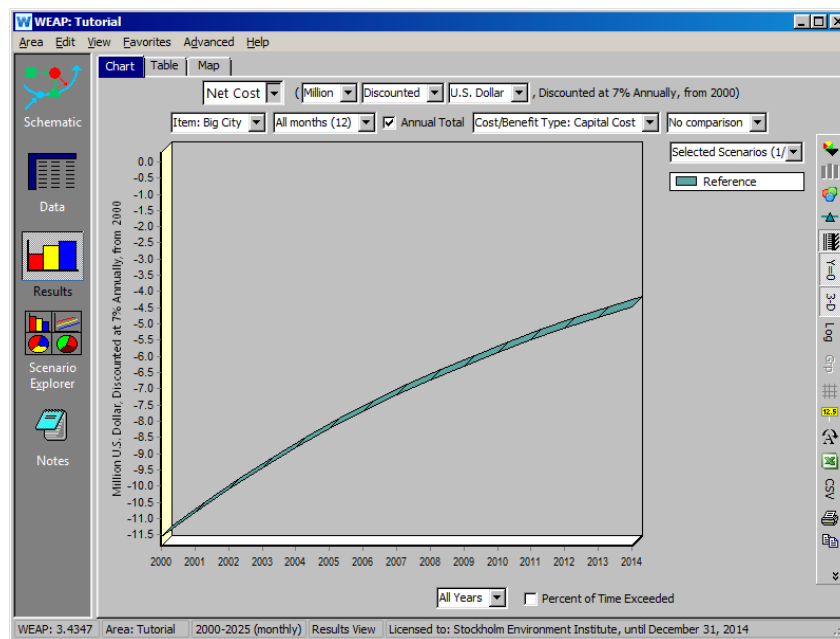 WEAP: Tutorial
Area Edit View Favorites Advanced Help
Chart Table Map
Net Cost ( Million Discounted U.S. Dollar , Discounted at 7% Annually, from 2000)
Item: Big City All months (12) Annual Total Cost/Benefit Type: Capital Cost No comparison
Selected Scenarios (1/
Reference
Schematic
Data
Results
Scenario
Explorer
Notes
Million U.S. Dollar, Discounted at 7% Annually, from 2000
0.0
-0.5
-1.0
-1.5
-2.0
-2.5
-3.0
-3.5
-4.0
-4.5
-5.0
-5.5
-6.0
-6.5
-7.0
-7.5
-8.0
-8.5
-9.0
-9.5
-10.0
-10.5
-11.0
-11.5
2000 2001 2002 2003 2004 2005 2006 2007 2008 2009 2010 2011 2012 2013 2014
Y=0
3-D
Log
Grp
12.5
CSV
All Years Percent of Time Exceeded
WEAP: 3.4347 Area: Tutorial 2000-2025 (monthly) Results View Licensed to: Stockholm Environment Institute, until December 31, 2014